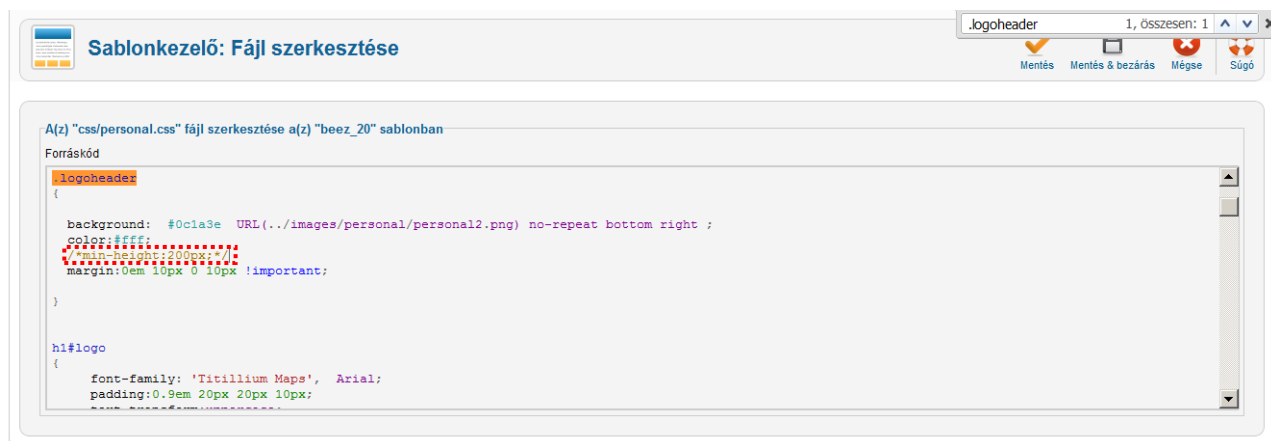 .logoheader 1, összesen: 1
Sablonkezelő: Fájl szerkesztése
Mentés Mentés & bezárás Mégse Súgó
A(z) "css/personal.css" fájl szerkesztése a(z) "beez_20" sablonban
Forráskód
.logoheader
{
background: #0c1a3e URL(../images/personal/personal2.png) no-repeat bottom right ;
color:#fff;
/*min-height:200px;*/
margin:0em 10px 0 10px !important;
}
h1#logo
{
font-family: 'Titillium Maps', Arial;
padding:0.9em 20px 20px 10px;